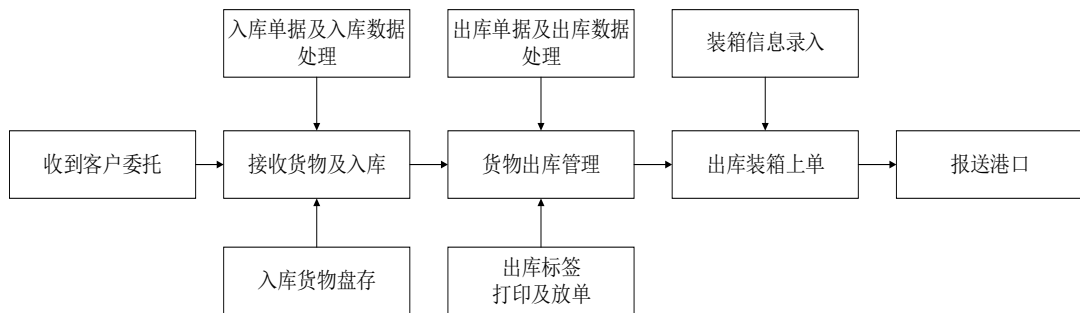 入库单据及入库数据
处理
出库单据及出库数据
处理
装箱信息录入
收到客户委托
接收货物及入库
货物出库管理
出库装箱上单
报送港口
入库货物盘存
出库标签
打印及放单